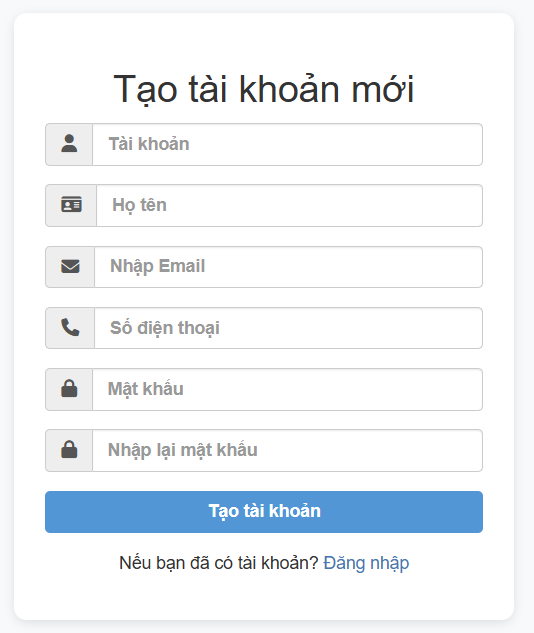 Tạo tài khoản mới
Tài khoản
Họ tên
Nhập Email
Số điện thoại
Mật khẩu
Nhập lại mật khẩu
Tạo tài khoản
Nếu bạn đã có tài khoản? Đăng nhập